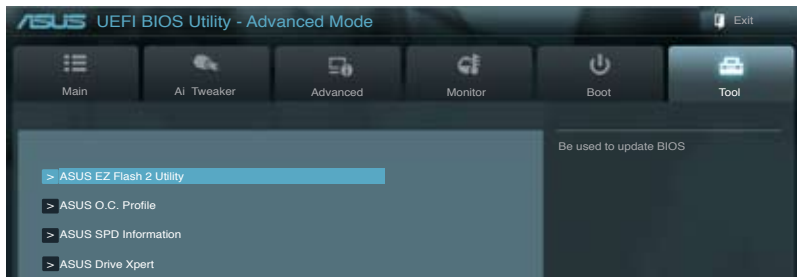 ASUS UEFI BIOS Utility - Advanced Mode
Exit
Main
Ai Tweaker
Advanced
Monitor
Boot
Tool
Be used to update BIOS
> ASUS EZ Flash 2 Utility
> ASUS O.C. Profile
> ASUS SPD Information
> ASUS Drive Xpert